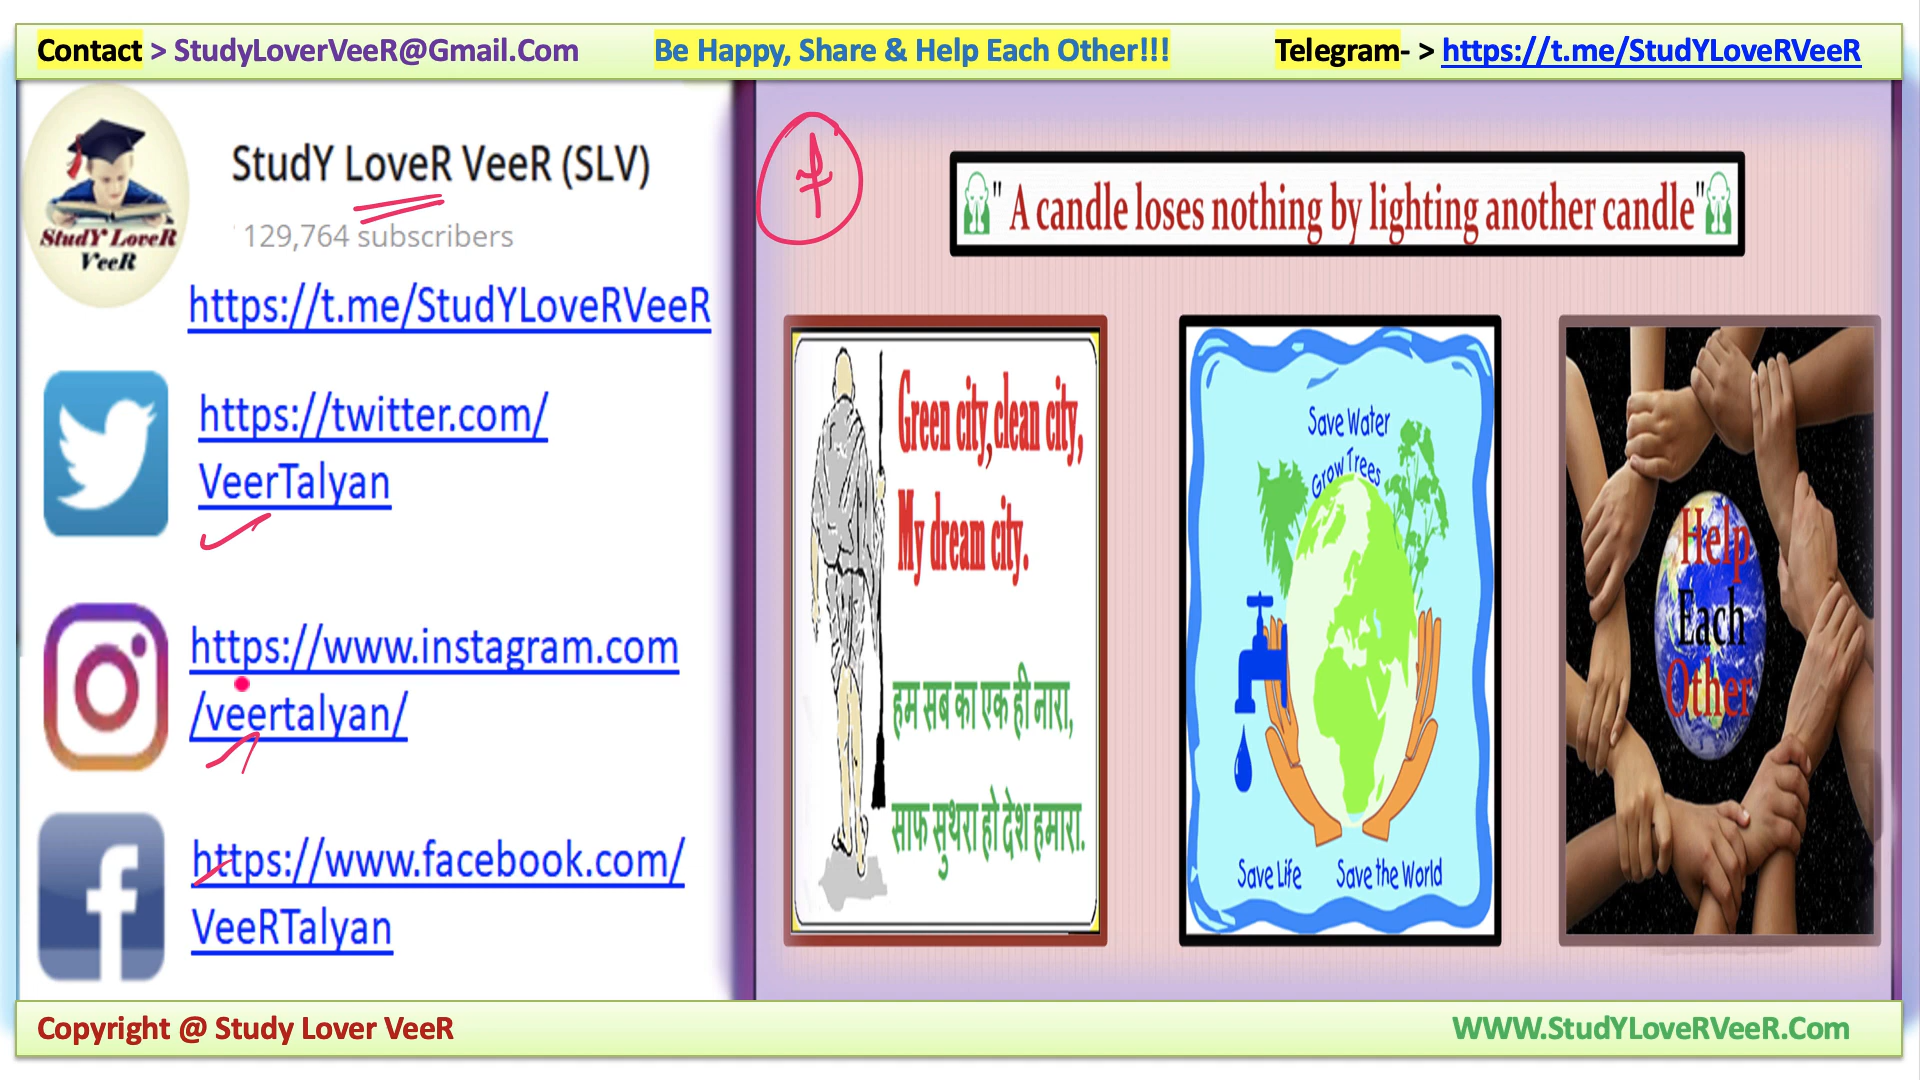 Contact > StudyLoverVeeR@Gmail.Com
Be Happy, Share & Help Each Other!!!
Telegram- > https://t.me/StudYLoveRVeeR
StudY LoveR
VeeR
StudY LoveR VeeR (SLV)
129,764 subscribers
https://t.me/StudYLoveRVeeR
https://twitter.com/
VeerTalyan
https://www.instagram.com
/veertalyan/
https://www.facebook.com/
VeeRTalyan
" A candle loses nothing by lighting another candle"
Green city, clean city,
My dream city.
हम सब का एक ही नारा,
साफ सुथरा हो देश हमारा.
Save Water
Grow Trees
Save Life Save the World
Help
Each
Other
Copyright @ Study Lover VeeR
WWW.StudYLoveRVeeR.Com